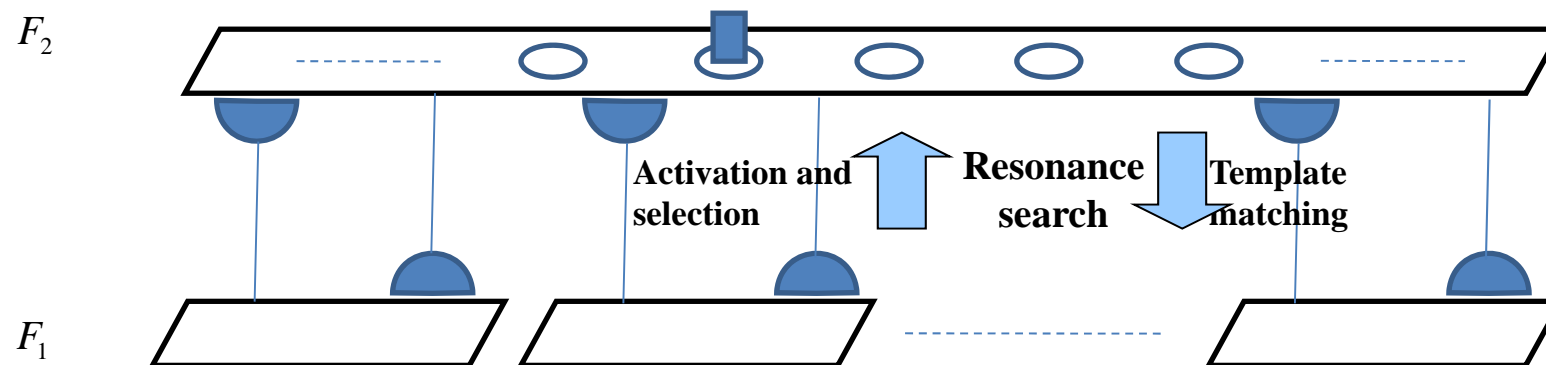 F₂
Activation and
selection
Resonance
search
Template
matching
F₁